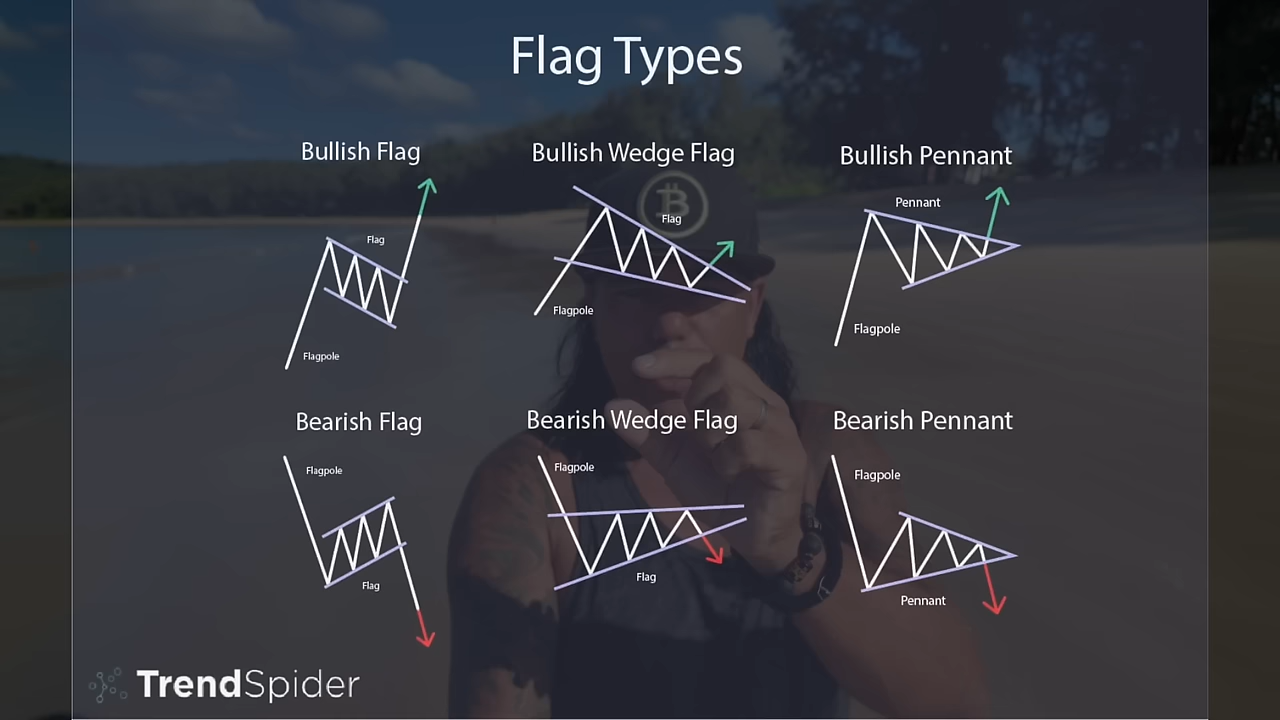 Flag Types
Bullish Flag
Bullish Wedge Flag
Bullish Pennant
Flag
Flagpole
Flag
Flagpole
Pennant
Flagpole
Bearish Flag
Bearish Wedge Flag
Bearish Pennant
Flagpole
Flag
Flagpole
Flag
Flagpole
Pennant
TrendSpider